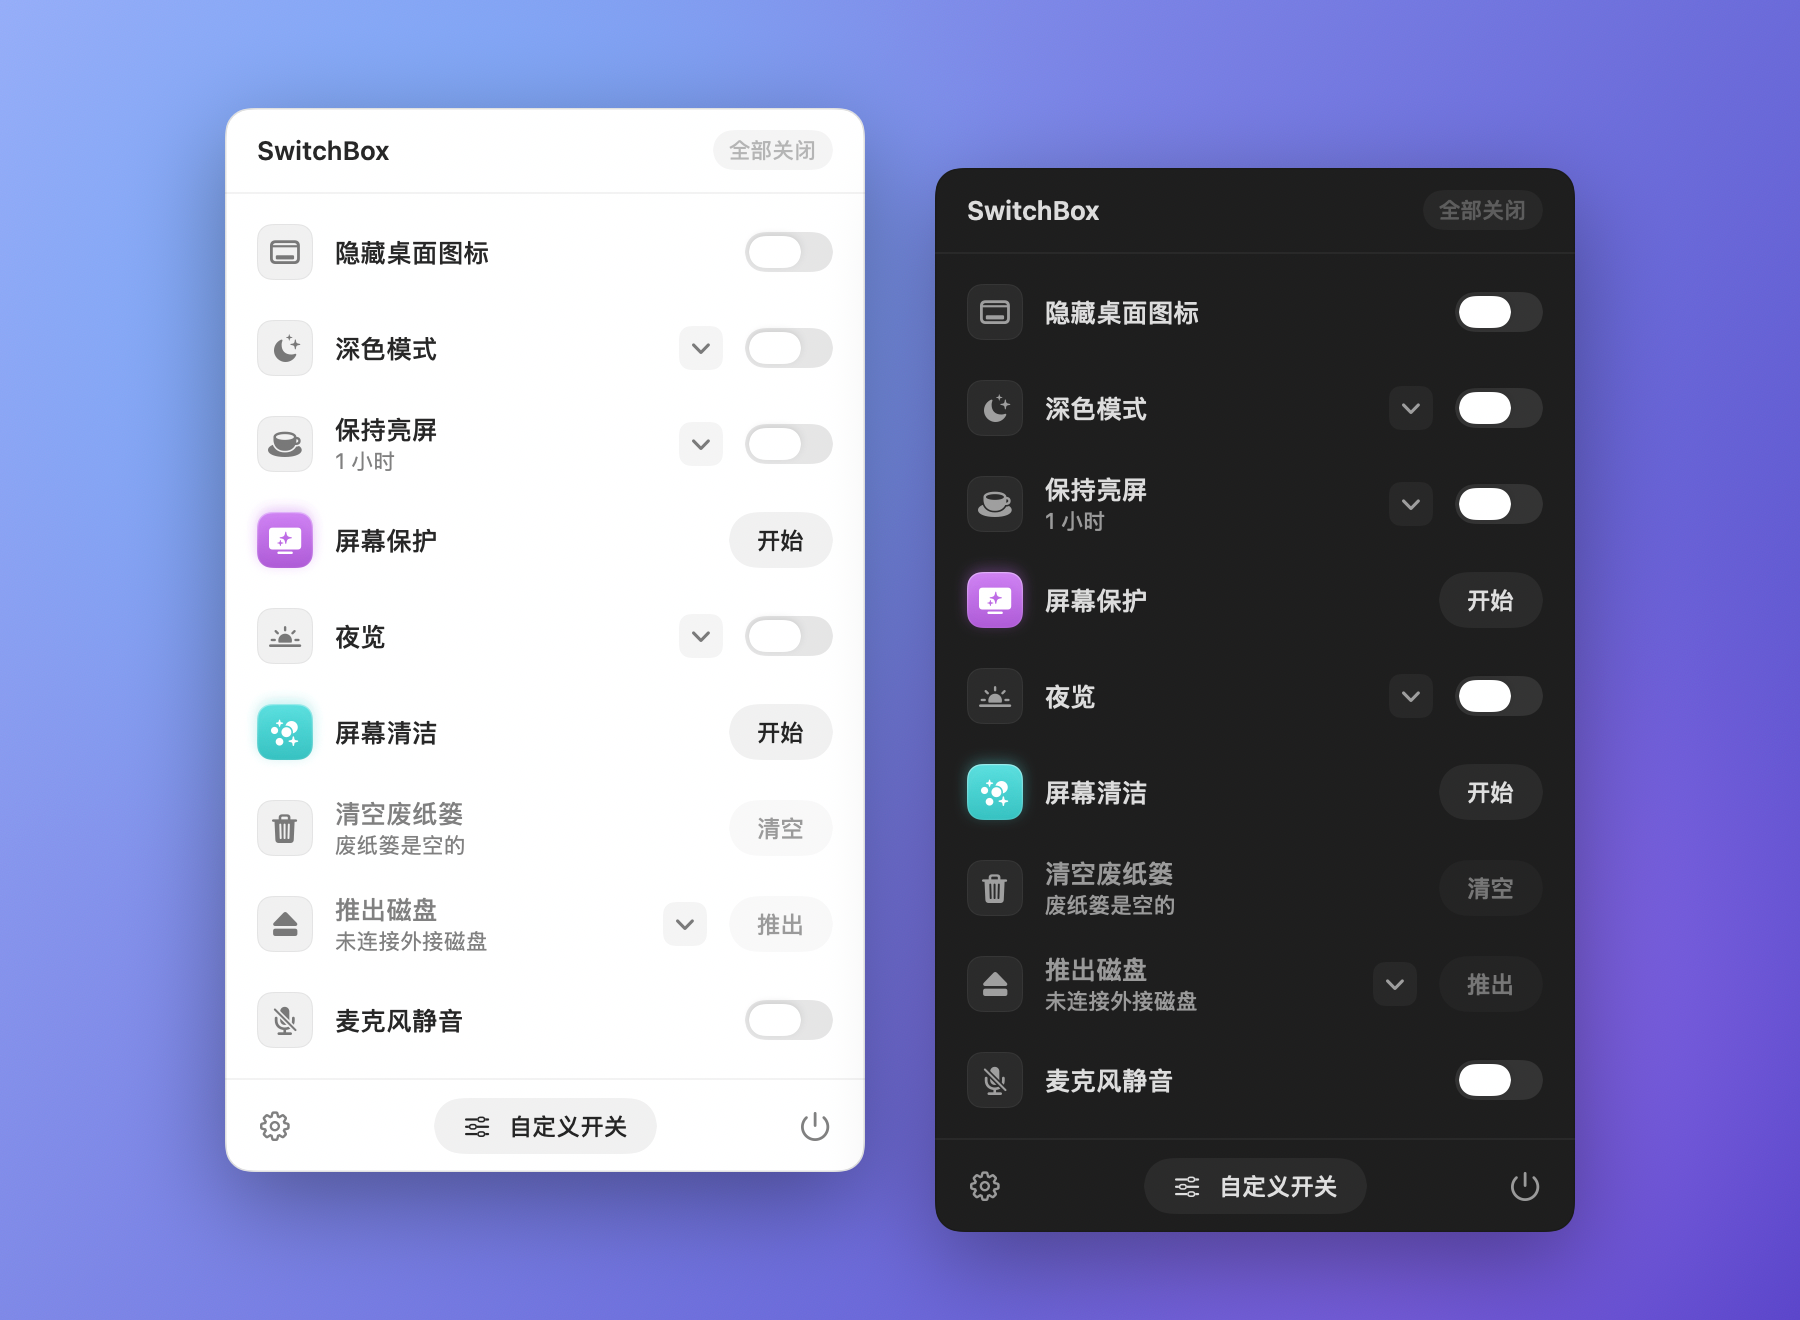 SwitchBox
全部关闭
隐藏桌面图标
深色模式
保持亮屏
1 小时
屏幕保护
开始
夜览
屏幕清洁
开始
清空废纸篓
废纸篓是空的
清空
推出磁盘
未连接外接磁盘
推出
麦克风静音
自定义开关
SwitchBox
全部关闭
隐藏桌面图标
深色模式
保持亮屏
1 小时
屏幕保护
开始
夜览
屏幕清洁
开始
清空废纸篓
废纸篓是空的
清空
推出磁盘
未连接外接磁盘
推出
麦克风静音
自定义开关